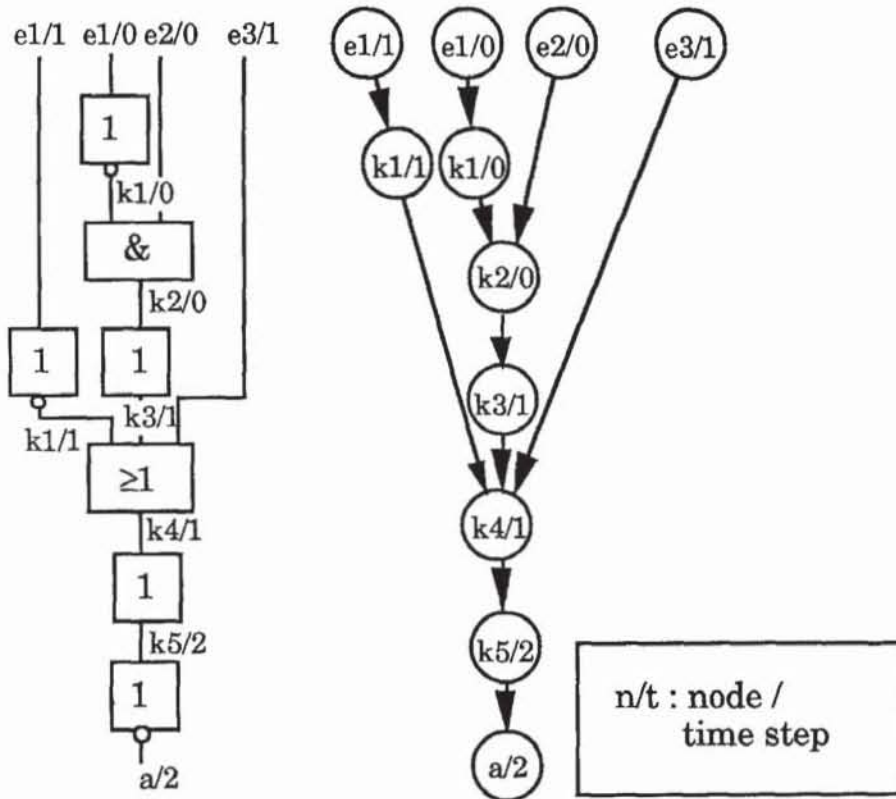 e1/1 e1/0 e2/0 e3/1
1
k1/0
&
k2/0
1
1
k3/1
k1/1
≥1
k4/1
1
k5/2
1
a/2
e1/1
e1/0
e2/0
e3/1
k1/1
k1/0
k2/0
k3/1
k4/1
k5/2
a/2
n/t : node /
time step